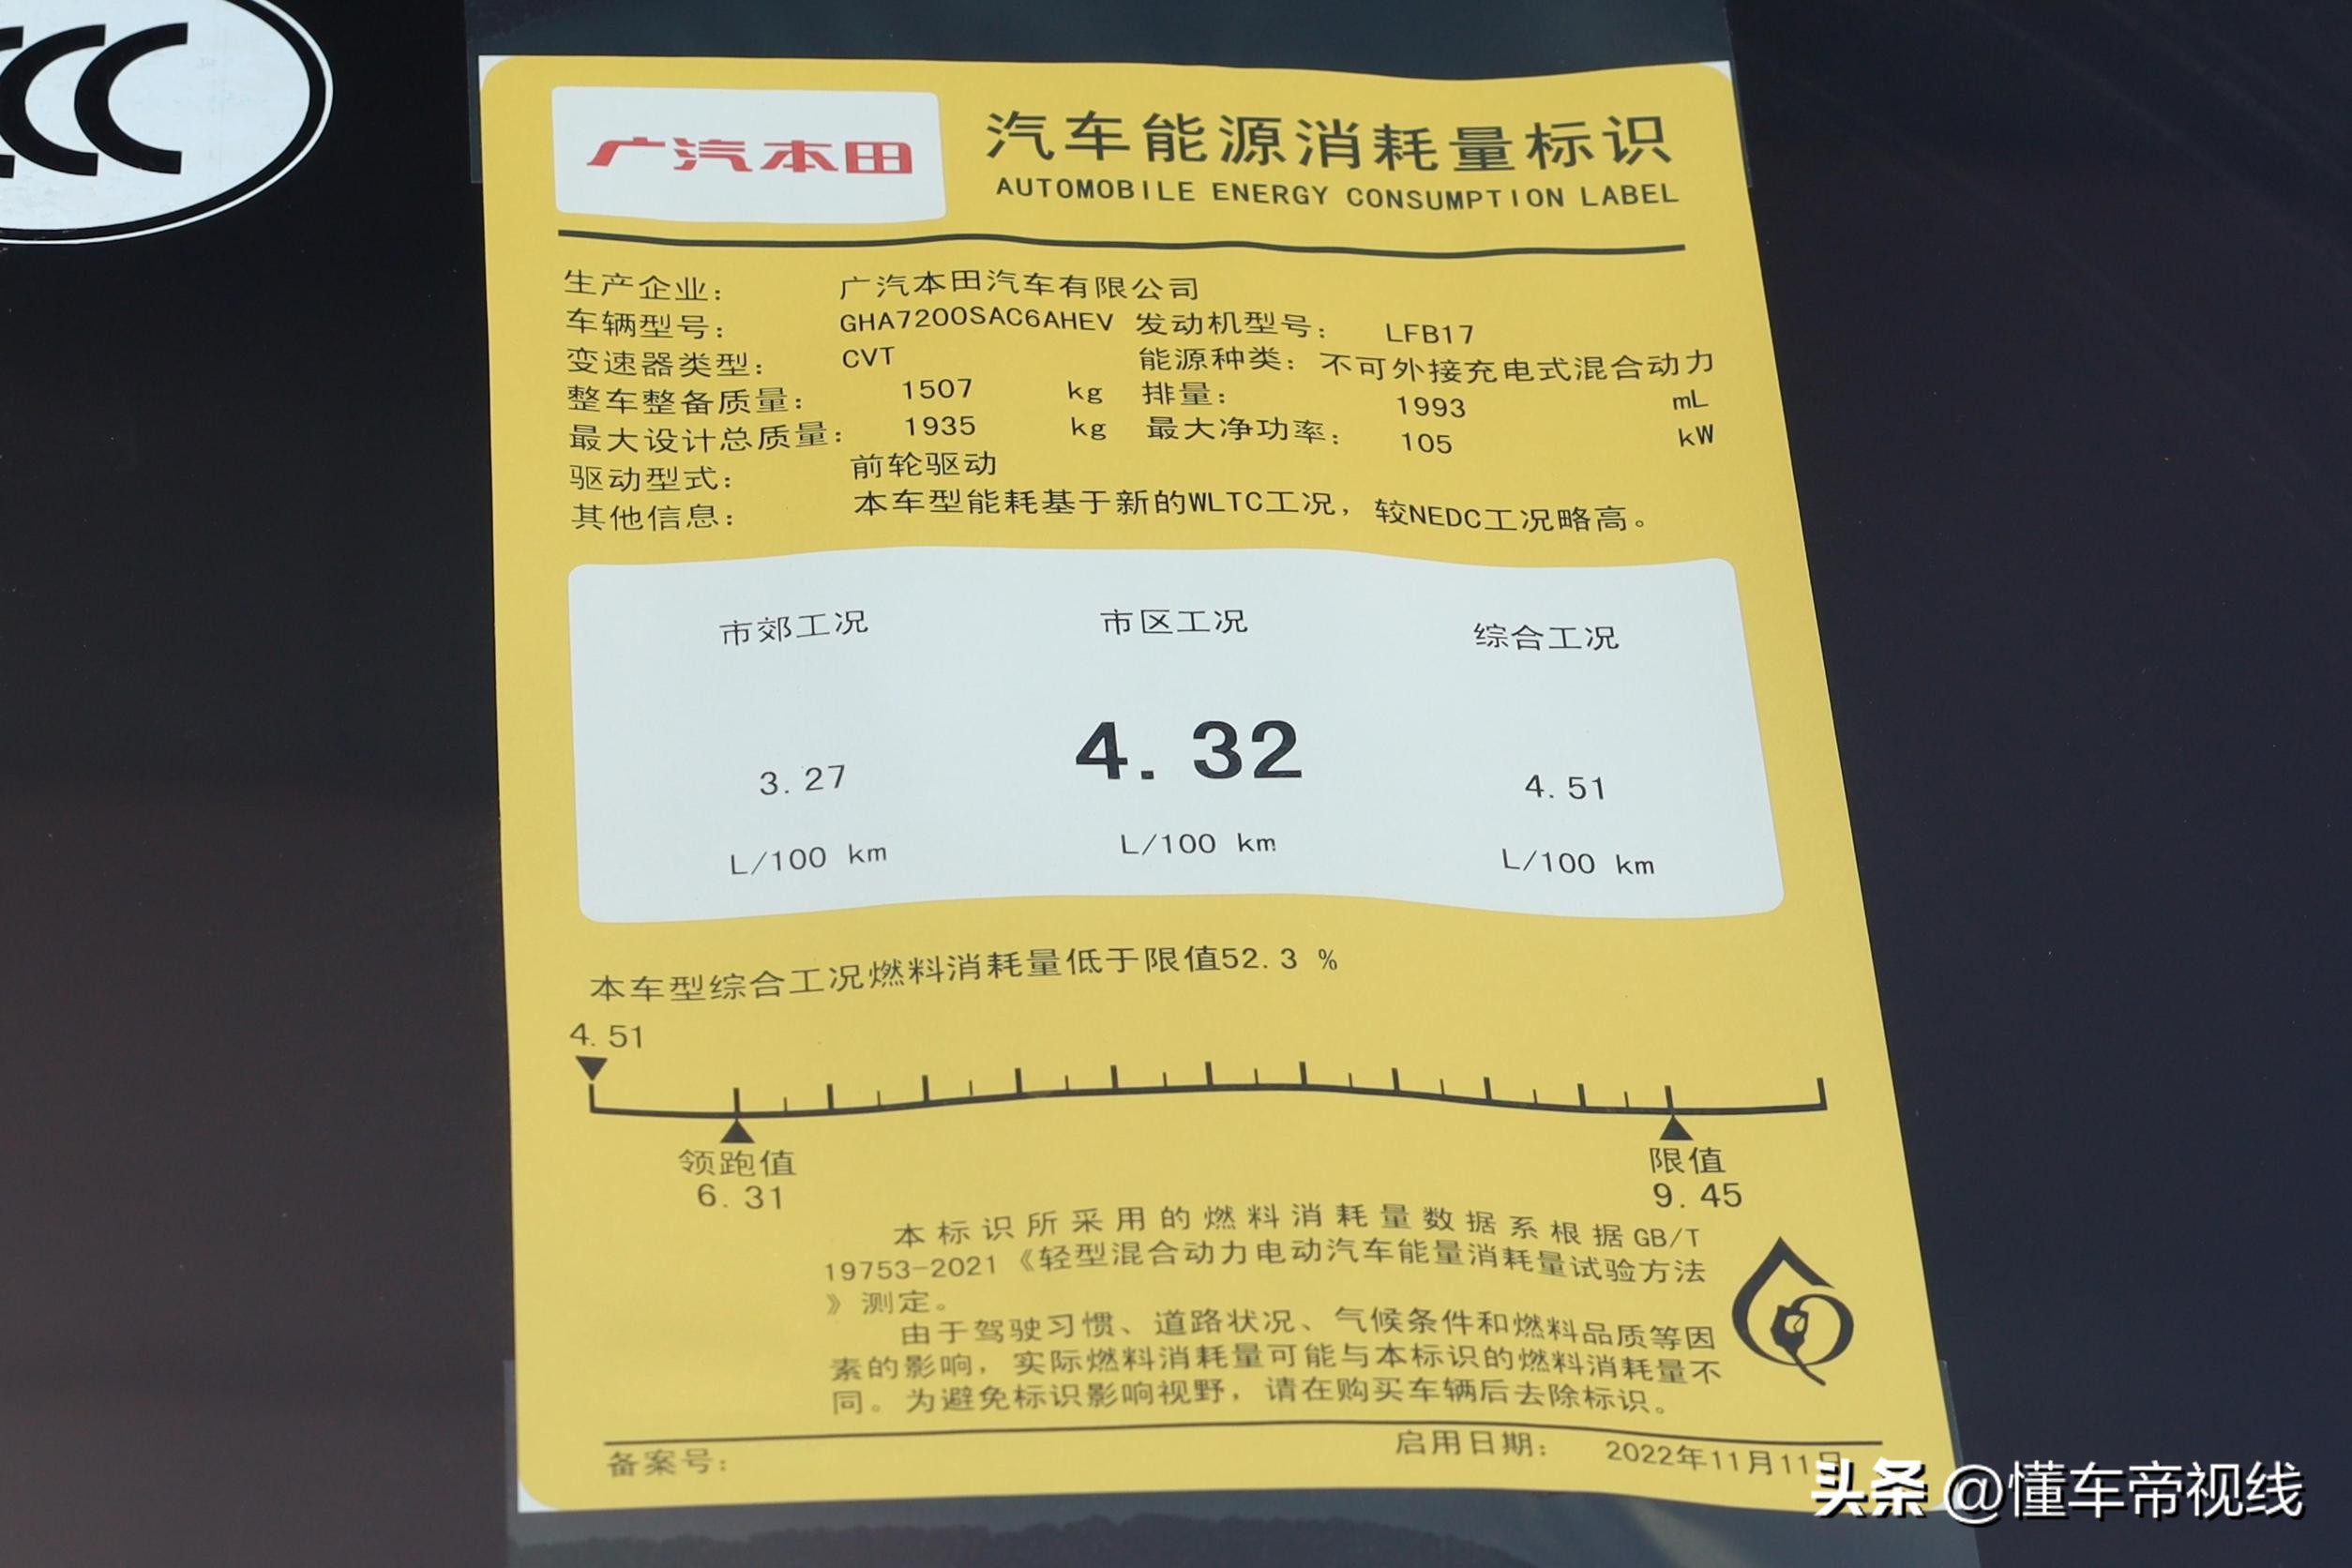 CCC
广汽本田
汽车能源消耗量标识
AUTOMOBILE ENERGY CONSUMPTION LABEL
生产企业： 广汽本田汽车有限公司
车辆型号： GHA7200SAC6AHEV 发动机型号： LFB17
变速器类型： CVT 能源种类：不可外接充电式混合动力
整车整备质量： 1507 kg 排量： 1993 mL
最大设计总质量： 1935 kg 最大净功率： 105 kW
驱动型式： 前轮驱动
其他信息： 本车型能耗基于新的WLTC工况，较NEDC工况略高。
市郊工况 市区工况 综合工况
3.27 4.32 4.51
L/100 km L/100 km L/100 km
本车型综合工况燃料消耗量低于限值52.3 %
4.51
领跑值 限值
6.31 9.45
本标识所采用的燃料消耗量数据系根据GB/T
19753-2021《轻型混合动力电动汽车能量消耗量试验方法
》测定。
由于驾驶习惯、道路状况、气候条件和燃料品质等因
素的影响，实际燃料消耗量可能与本标识的燃料消耗量不
同。为避免标识影响视野，请在购买车辆后去除标识。
备案号： 启用日期： 2022年11月11日
头条 @懂车帝视线